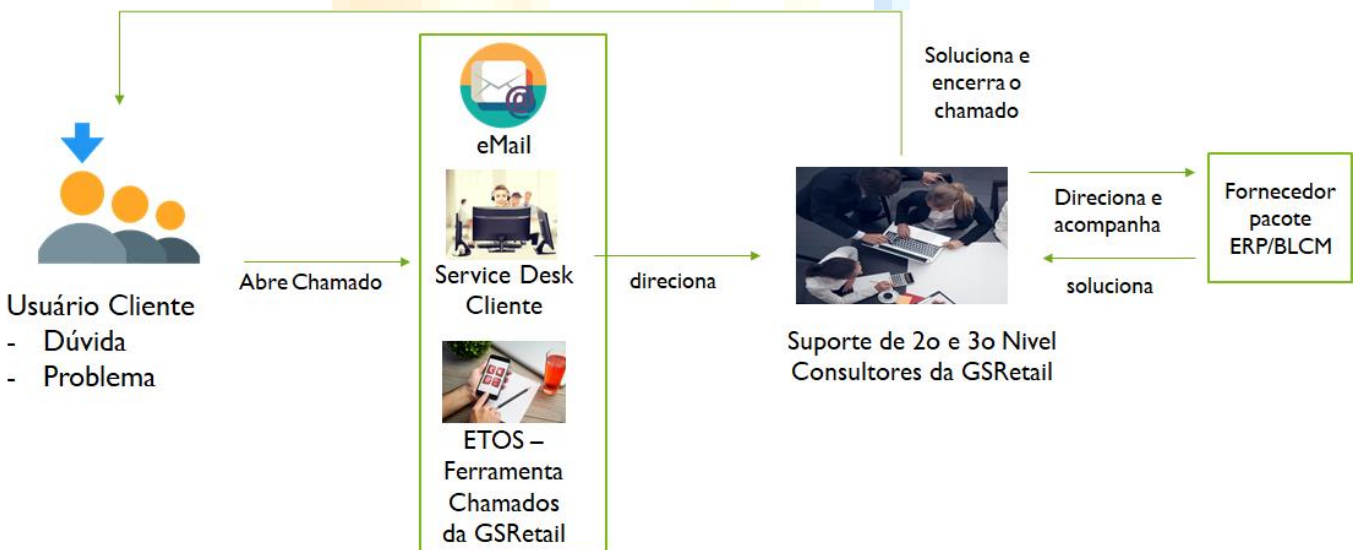 Usuário Cliente
- Dúvida
- Problema
Abre Chamado
eMail
Service Desk
Cliente
ETOS –
Ferramenta
Chamados
da GSRetail
direciona
Soluciona e
encerra o
chamado
Suporte de 2o e 3o Nivel
Consultores da GSRetail
Direciona e
acompanha
soluciona
Fornecedor
pacote
ERP/BLCM